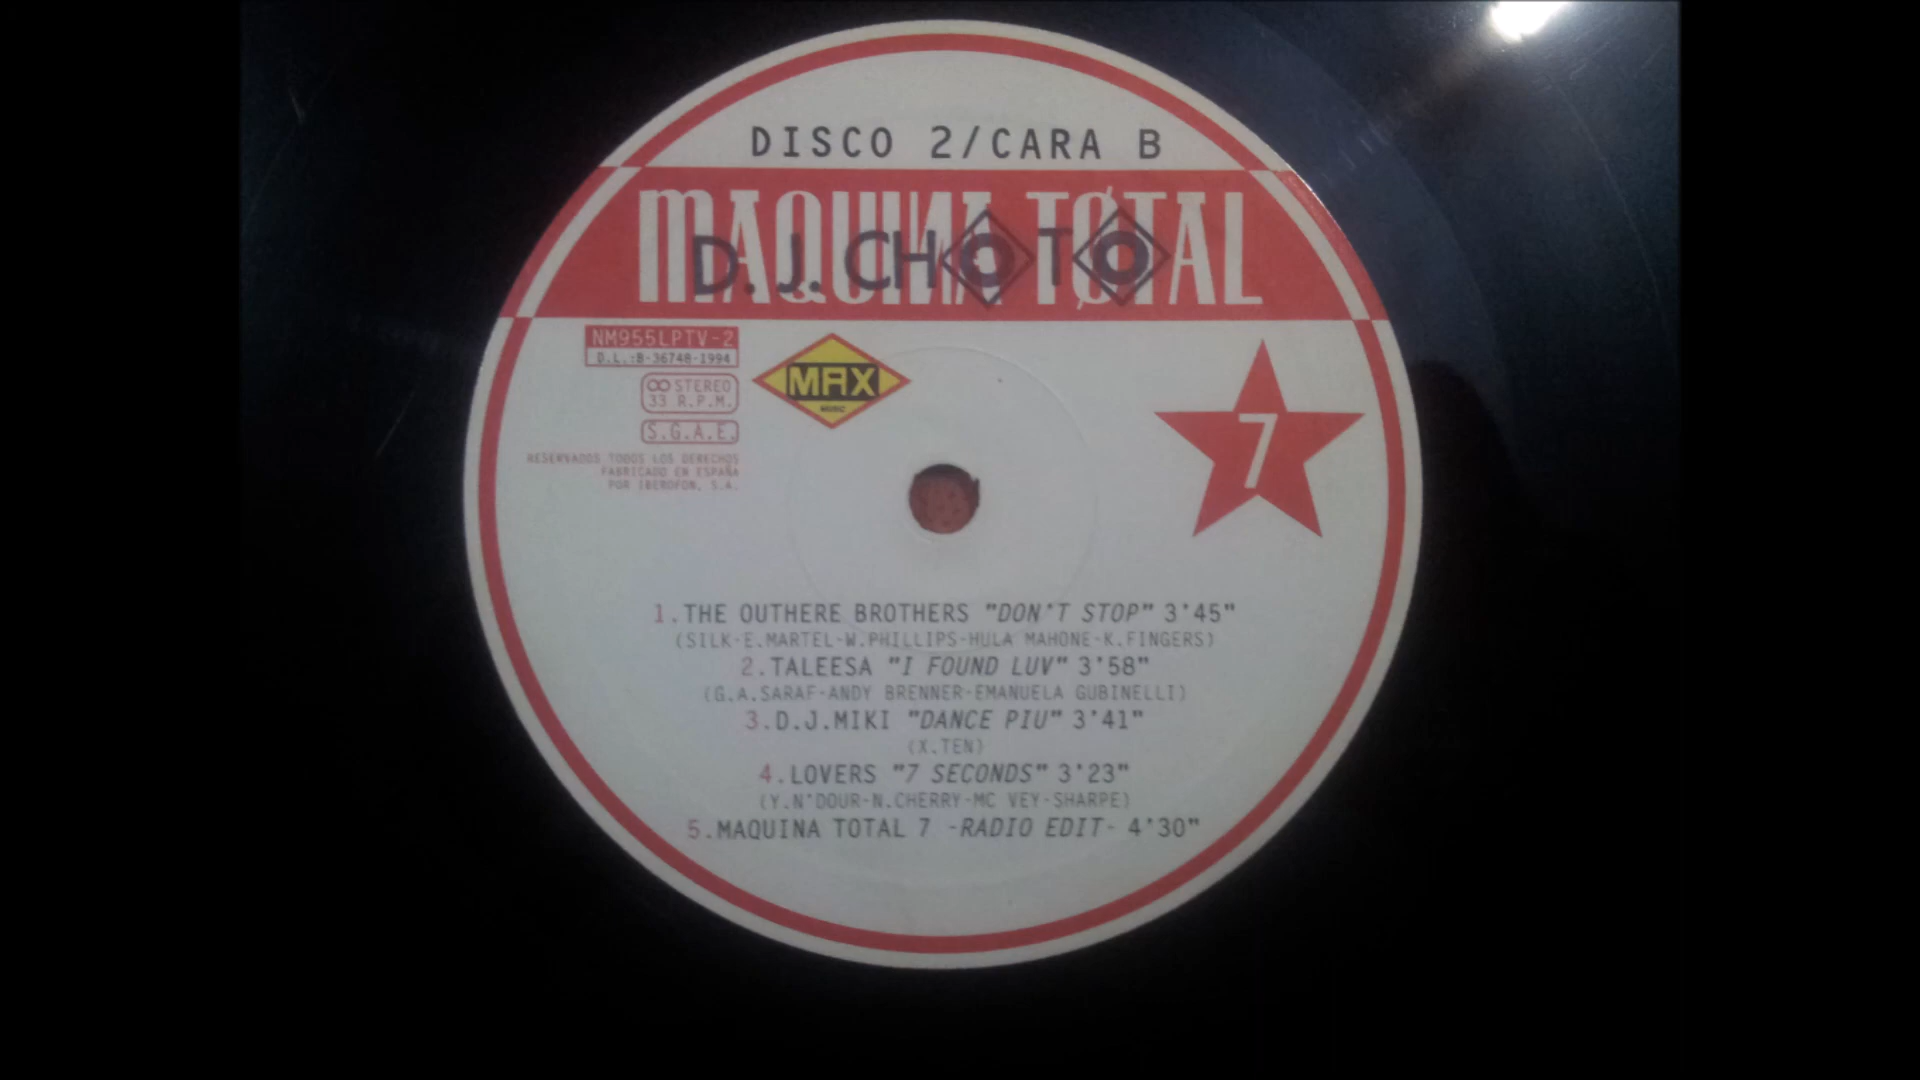 DISCO 2/CARA B
MAQUINA TØTAL
D.J. CHOTO
NM955LPTV-2
D.L.:B-36748-1994
STEREO
33 R.P.M.
S.G.A.E.
RESERVADOS TODOS LOS DERECHOS
FABRICADO EN ESPAÑA
POR IBEROFON, S.A.
MAX
MUSIC
7
1.THE OUTHERE BROTHERS "DON'T STOP" 3'45"
(SILK-E.MARTEL-W.PHILLIPS-HULA MAHONE-K.FINGERS)
2.TALEESA "I FOUND LUV" 3'58"
(G.A.SARAF-ANDY BRENNER-EMANUELA GUBINELLI)
3.D.J.MIKI "DANCE PIU" 3'41"
(X.TEN)
4.LOVERS "7 SECONDS" 3'23"
(Y.N'DOUR-N.CHERRY-MC VEY-SHARPE)
5.MAQUINA TOTAL 7 -RADIO EDIT- 4'30"